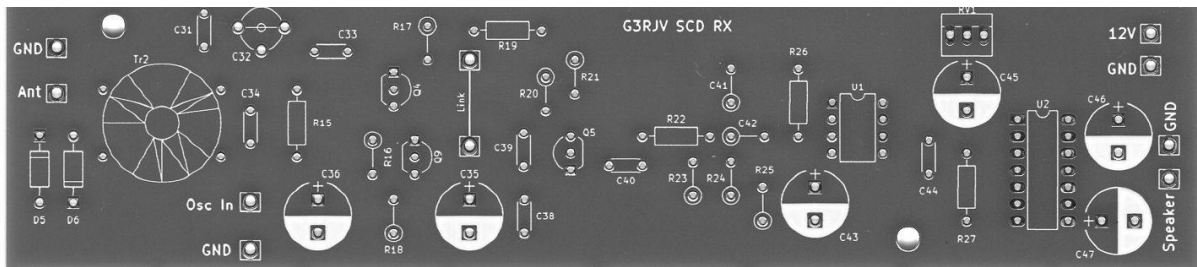 G3RJV SCD RX
RV1
C31
R17
R19
12V
GND
C32
C33
R26
GND
Tr2
R21
C45
Ant
C34
Q4
Link
R20
C41
U1
C46
U2
GND
R15
R22
C42
Q5
R16
Q9
C39
C40
R23
R24
R25
C44
C36
C35
Osc In
C38
D5
D6
C43
R27
Speaker
R18
GND
C47